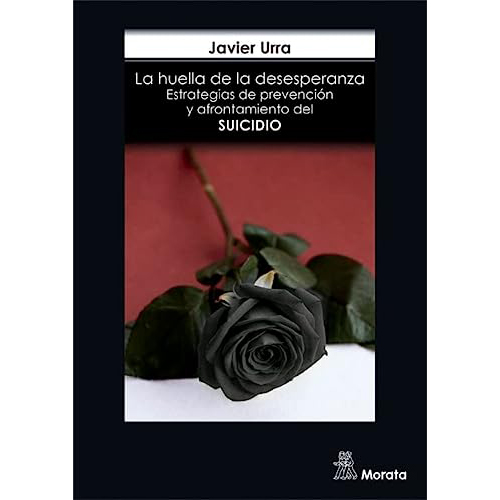 Javier Urra
La huella de la desesperanza
Estrategias de prevención
y afrontamiento del
SUICIDIO
Morata